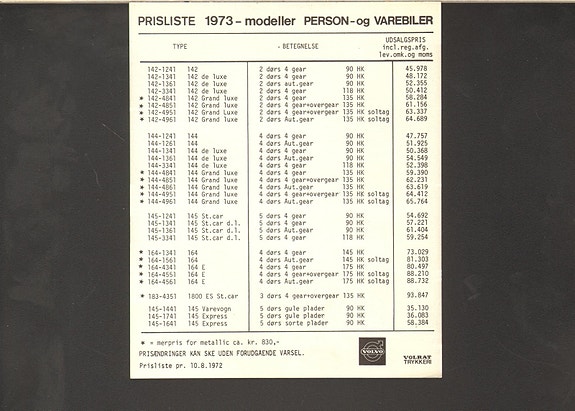 PRISLISTE 1973 - modeller PERSON-og VAREBILER
TYPE - BETEGNELSE UDSALGSPRIS
incl.reg.afg.
lev.omk.og moms
142-1241 142 2 dørs 4 gear 90 HK 45.978
142-1341 142 de luxe 2 dørs 4 gear 90 HK 48.172
142-1361 142 de luxe 2 dørs aut.gear 90 HK 52.355
142-3341 142 de luxe 2 dørs 4 gear 118 HK 50.412
* 142-4841 142 Grand luxe 2 dørs 4 gear 135 HK 58.284
* 142-4851 142 Grand luxe 2 dørs 4 gear+overgear 135 HK 61.156
* 142-4951 142 Grand luxe 2 dørs 4 gear+overgear 135 HK soltag 63.337
* 142-4961 142 Grand luxe 2 dørs Aut.gear 135 HK soltag 64.689
144-1241 144 4 dørs 4 gear 90 HK 47.757
144-1261 144 4 dørs Aut.gear 90 HK 51.925
144-1341 144 de luxe 4 dørs 4 gear 90 HK 50.368
144-1361 144 de luxe 4 dørs Aut.gear 90 HK 54.549
144-3341 144 de luxe 4 dørs 4 gear 118 HK 52.398
* 144-4841 144 Grand luxe 4 dørs 4 gear 135 HK 59.390
* 144-4851 144 Grand luxe 4 dørs 4 gear+overgear 135 HK 62.231
* 144-4861 144 Grand luxe 4 dørs Aut.gear 135 HK 63.619
* 144-4951 144 Grand luxe 4 dørs 4 gear+overgear 135 HK soltag 64.412
* 144-4961 144 Grand luxe 4 dørs Aut.gear 135 HK soltag 65.764
145-1241 145 St.car 5 dørs 4 gear 90 HK 54.692
145-1341 145 St.car d.l. 5 dørs 4 gear 90 HK 57.221
145-1361 145 St.car d.l. 5 dørs Aut.gear 90 HK 61.404
145-3341 145 St.car d.l. 5 dørs 4 gear 118 HK 59.254
* 164-1341 164 4 dørs 4 gear 145 HK 73.029
* 164-1561 164 4 dørs Aut.gear 145 HK soltag 81.303
* 164-4341 164 E 4 dørs 4 gear 175 HK 80.497
* 164-4551 164 E 4 dørs 4 gear+overgear 175 HK soltag 88.210
* 164-4561 164 E 4 dørs Aut.gear 175 HK soltag 88.732
* 183-4351 1800 ES St.car 3 dørs 4 gear+overgear 135 HK 93.847
145-1441 145 Varevogn 5 dørs gule plader 90 HK 35.130
145-1741 145 Express 5 dørs gule plader 90 HK 36.083
145-1641 145 Express 5 dørs sorte plader 90 HK 58.384
* = merpris for metallic ca. kr. 830,-
PRISÆNDRINGER KAN SKE UDEN FORUDGAENDE VARSEL.
Prisliste pr. 10.8.1972
VOLVO
VOLRAT
TRYKKERI